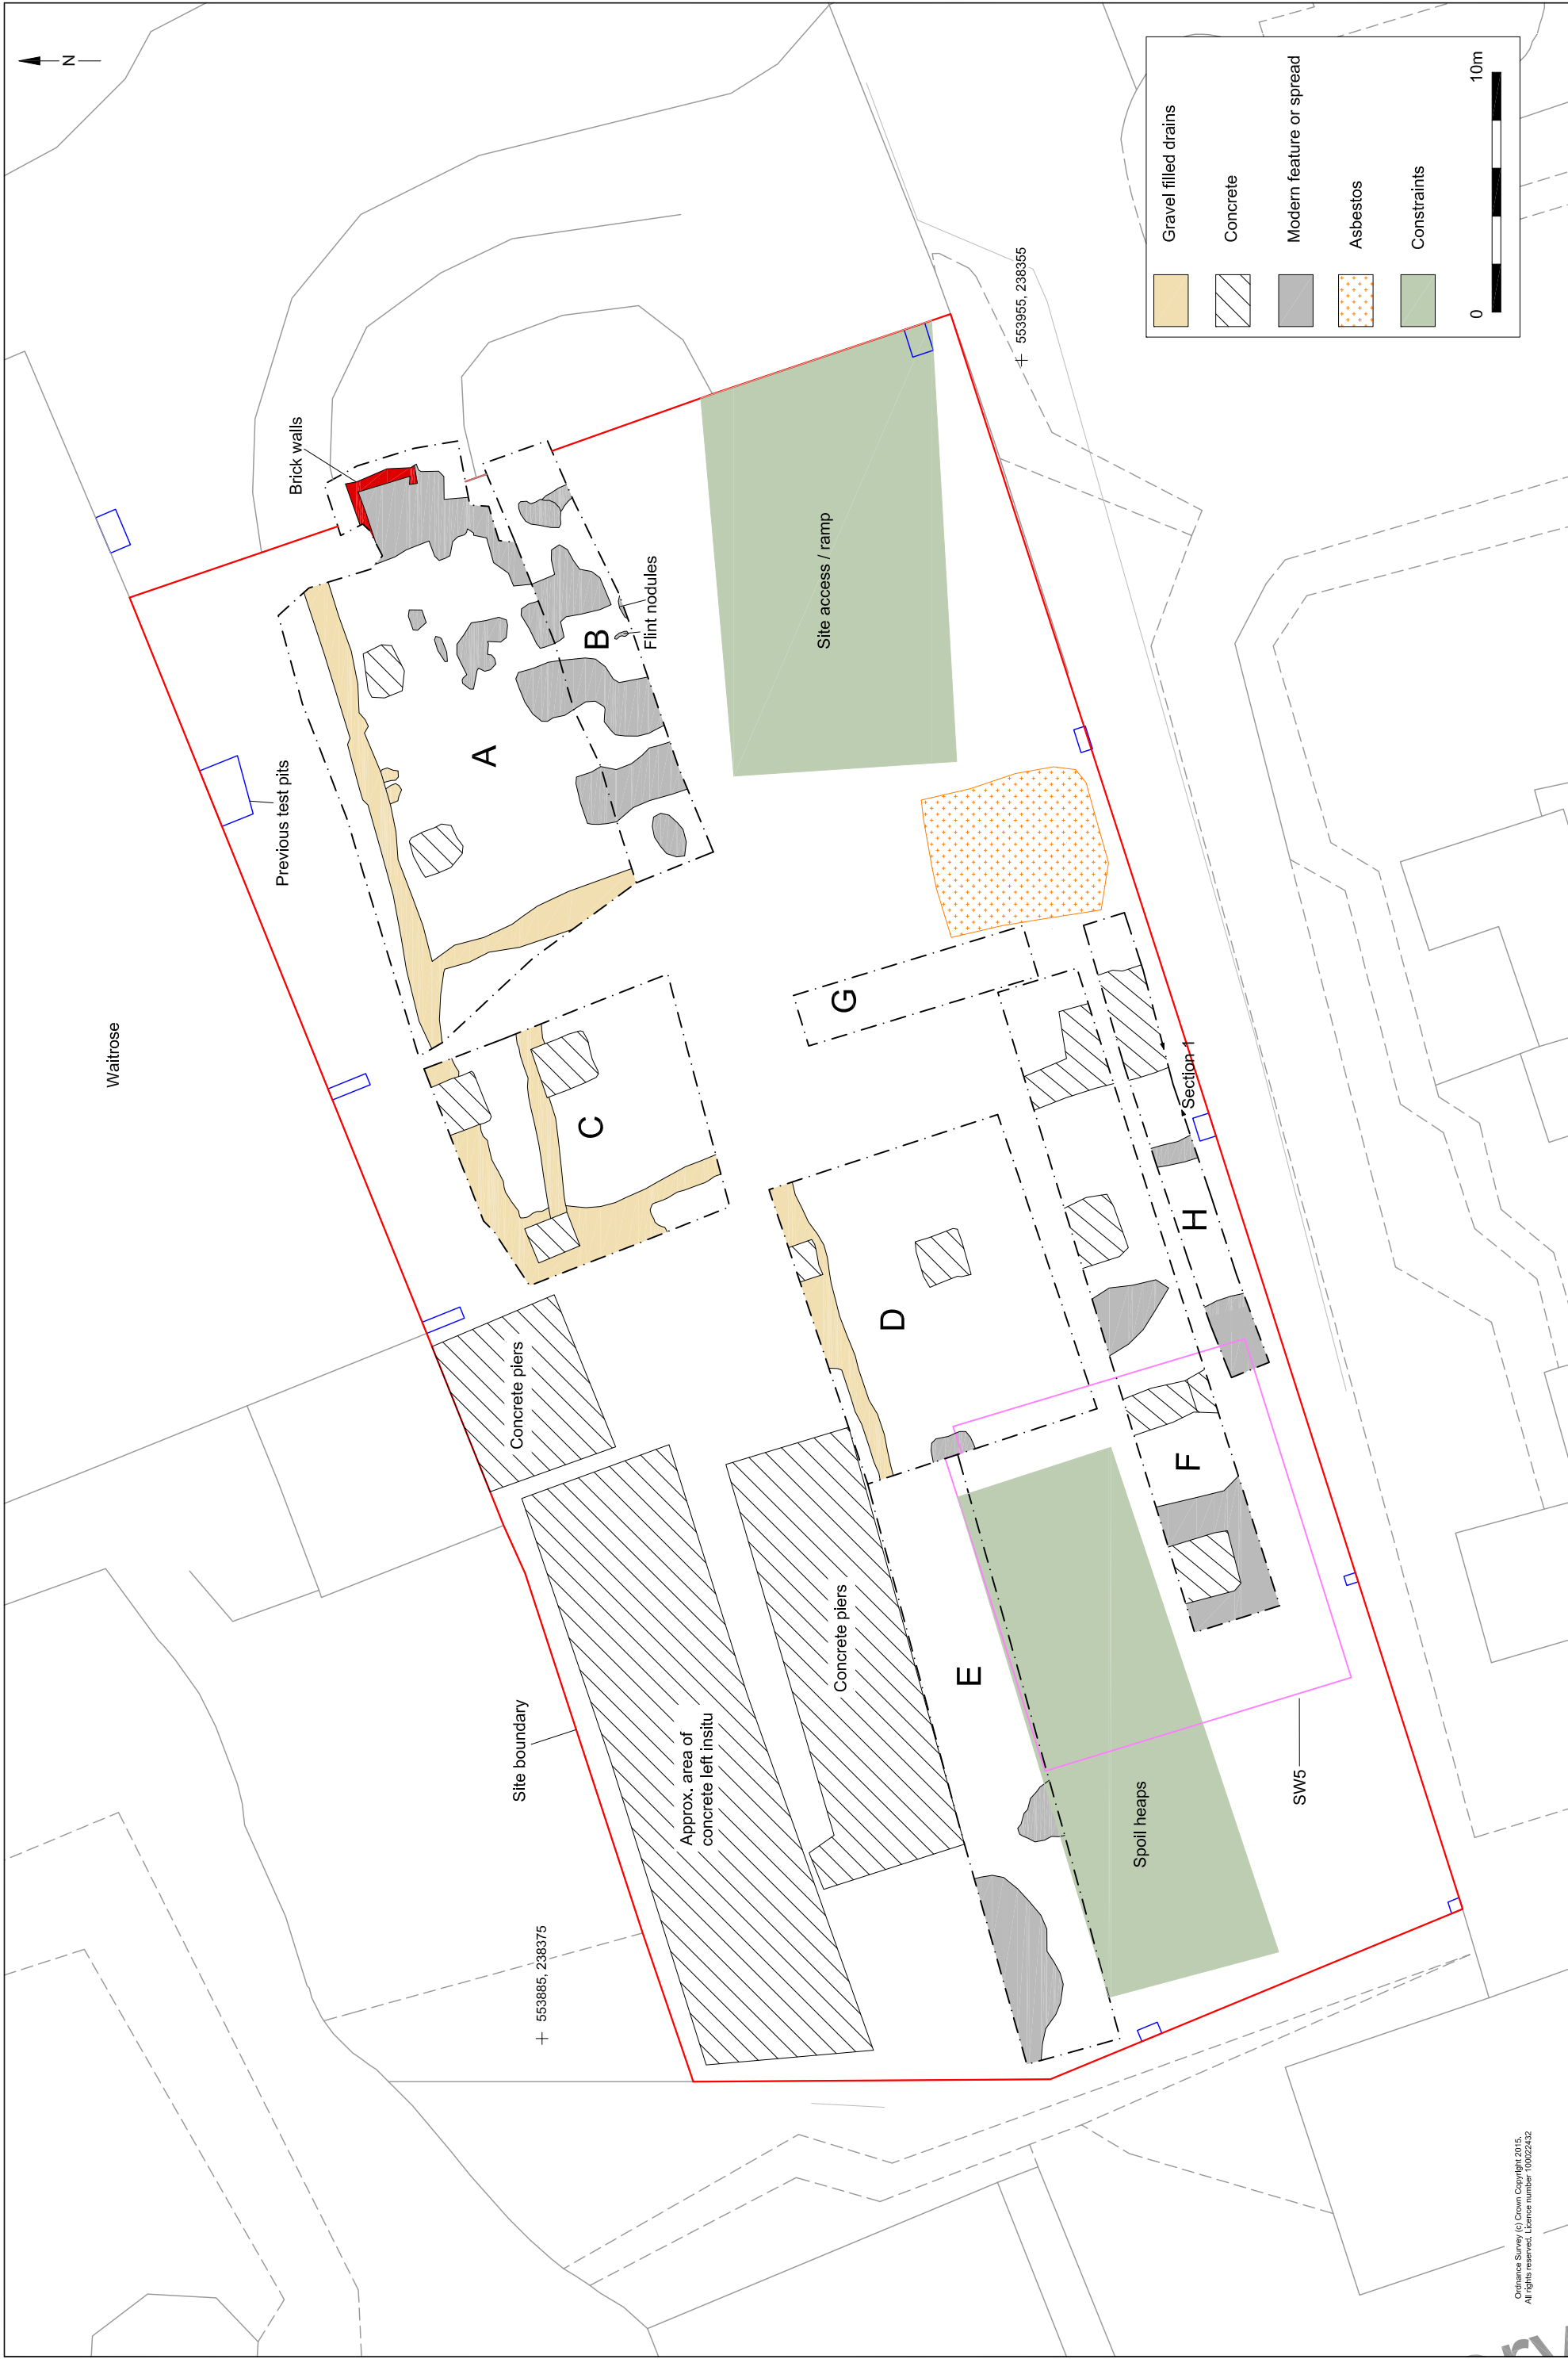 N
Waitrose
Previous test pits
Brick walls
A
B
Flint nodules
C
Concrete piers
Site boundary
Approx. area of
concrete left insitu
Concrete piers
553885, 238375
D
E
G
Site access / ramp
553955, 238355
Section 1
H
F
Spoil heaps
SW5
Gravel filled drains
Concrete
Modern feature or spread
Asbestos
Constraints
0
10m
Ordnance Survey (c) Crown Copyright 2015.
All rights reserved. Licence number 100022432